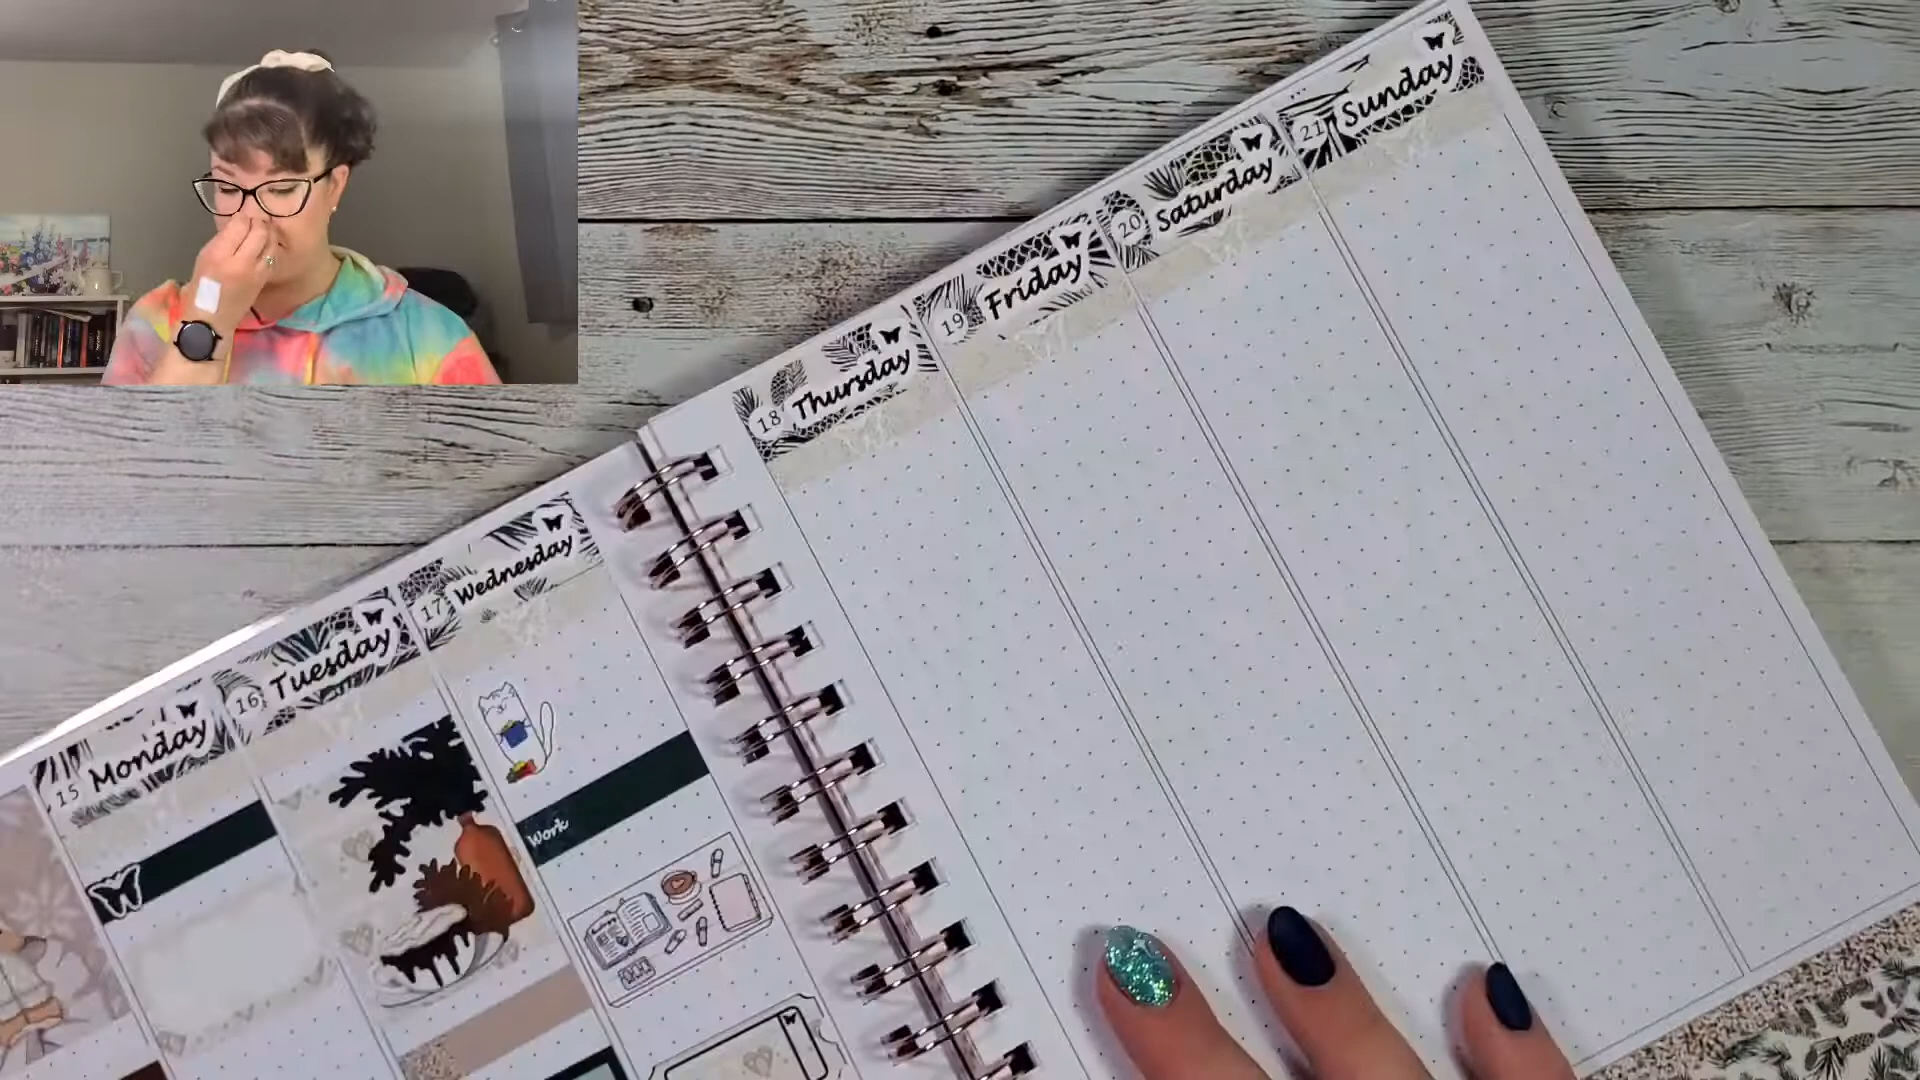 15 Monday
16 Tuesday
17 Wednesday
Work
18 Thursday
19 Friday
20 Saturday
21 Sunday